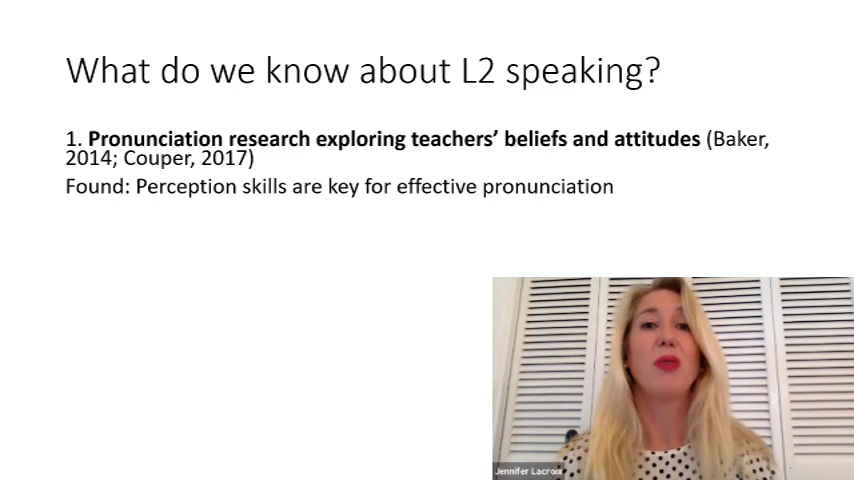 What do we know about L2 speaking?
1. Pronunciation research exploring teachers' beliefs and attitudes (Baker,
2014; Couper, 2017)
Found: Perception skills are key for effective pronunciation
Jennifer Lacroix